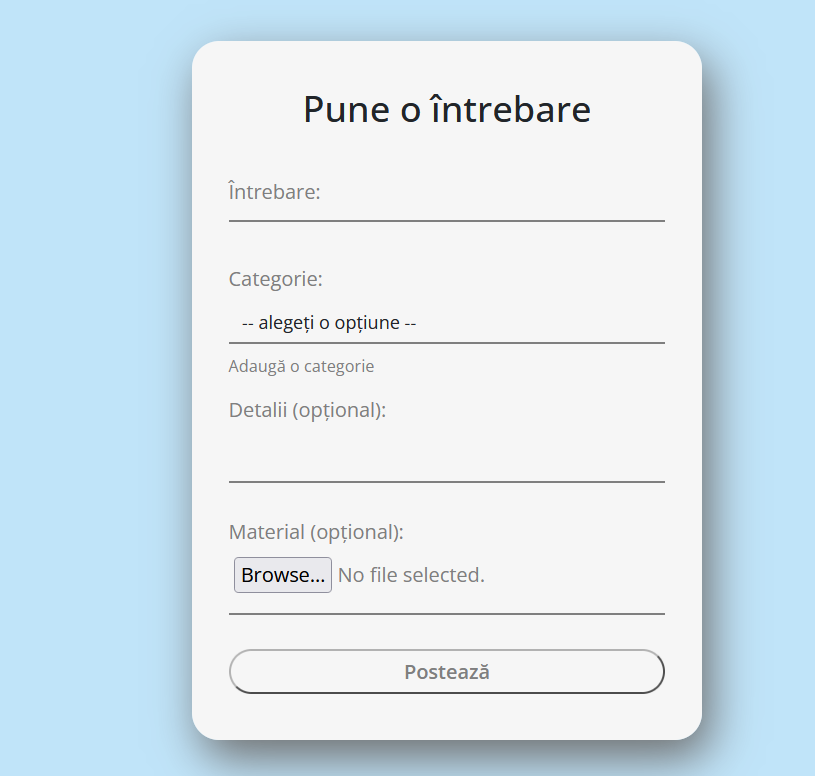 Pune o întrebare
Întrebare:
Categorie:
-- alegeți o opțiune --
Adaugă o categorie
Detalii (opțional):
Material (opțional):
Browse... No file selected.
Postează